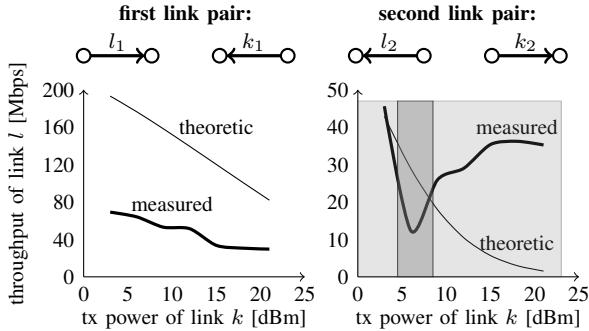 first link pair:
second link pair:
l1
k1
l2
k2
throughput of link l [Mbps]
200
160
120
80
40
0
theoretic
measured
0 5 10 15 20 25
tx power of link k [dBm]
50
40
30
20
10
0
measured
theoretic
0 5 10 15 20 25
tx power of link k [dBm]